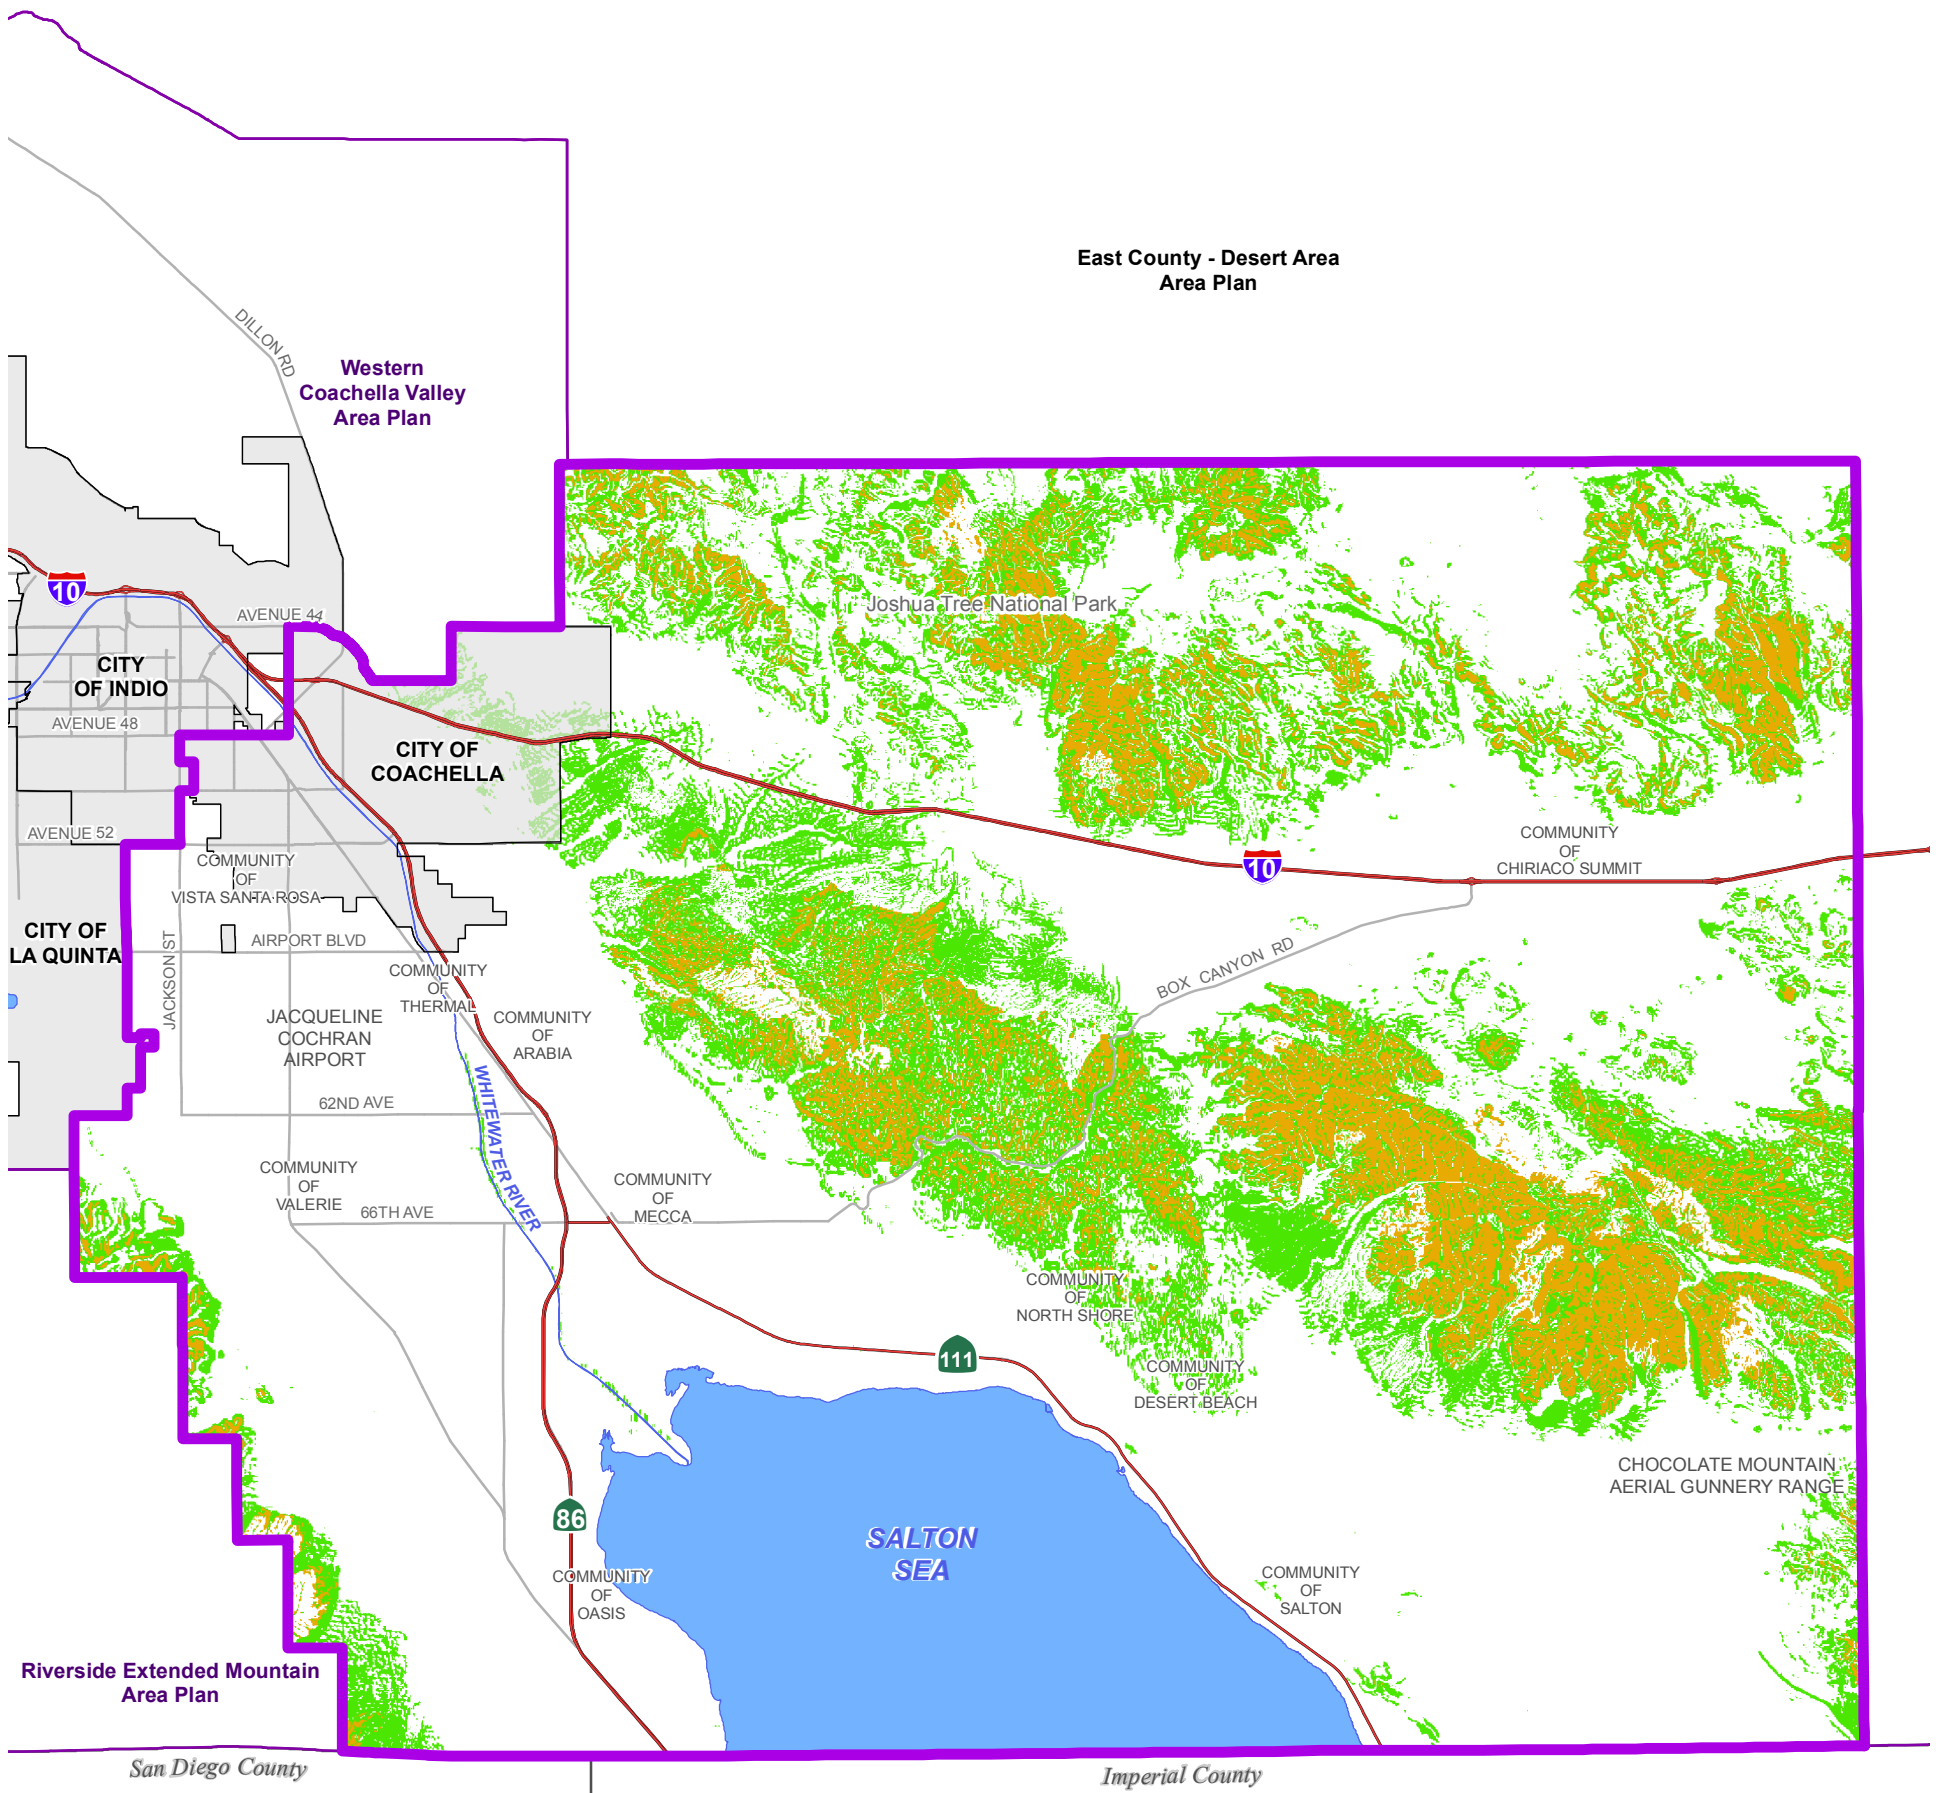 East County - Desert Area
Area Plan
DILLON RD
Western
Coachella Valley
Area Plan
10
AVENUE 44
Joshua Tree National Park
CITY
OF INDIO
AVENUE 48
CITY OF
COACHELLA
AVENUE 52
COMMUNITY
OF
VISTA SANTA ROSA
COMMUNITY
OF
CHIRIACO SUMMIT
10
CITY OF
LA QUINTA
JACKSON ST
AIRPORT BLVD
BOX CANYON RD
COMMUNITY
OF
THERMAL
JACQUELINE
COCHRAN
AIRPORT
COMMUNITY
OF
ARABIA
WHITEWATER RIVER
62ND AVE
COMMUNITY
OF
VALERIE
COMMUNITY
OF
MECCA
66TH AVE
COMMUNITY
OF
NORTH SHORE
111
COMMUNITY
OF
DESERT BEACH
CHOCOLATE MOUNTAIN
AERIAL GUNNERY RANGE
86
SALTON
SEA
COMMUNITY
OF
OASIS
COMMUNITY
OF
SALTON
Riverside Extended Mountain
Area Plan
San Diego County
Imperial County